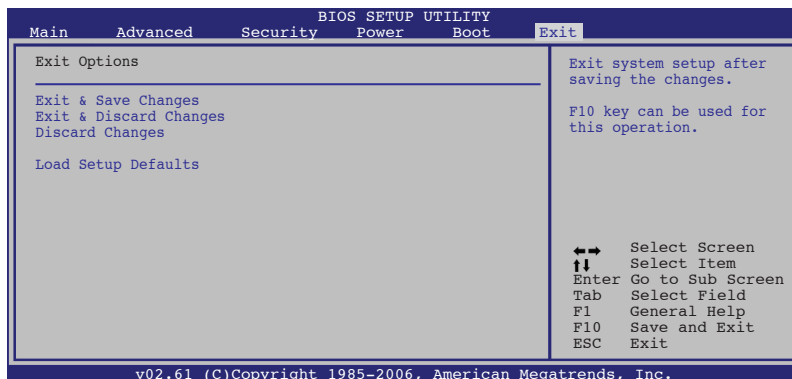 BIOS SETUP UTILITY
Main Advanced Security Power Boot Exit
Exit Options
Exit & Save Changes
Exit & Discard Changes
Discard Changes
Load Setup Defaults
Exit system setup after
saving the changes.
F10 key can be used for
this operation.
←→ Select Screen
↑↓ Select Item
Enter Go to Sub Screen
Tab Select Field
F1 General Help
F10 Save and Exit
ESC Exit
v02.61 (C)Copyright 1985-2006, American Megatrends, Inc.